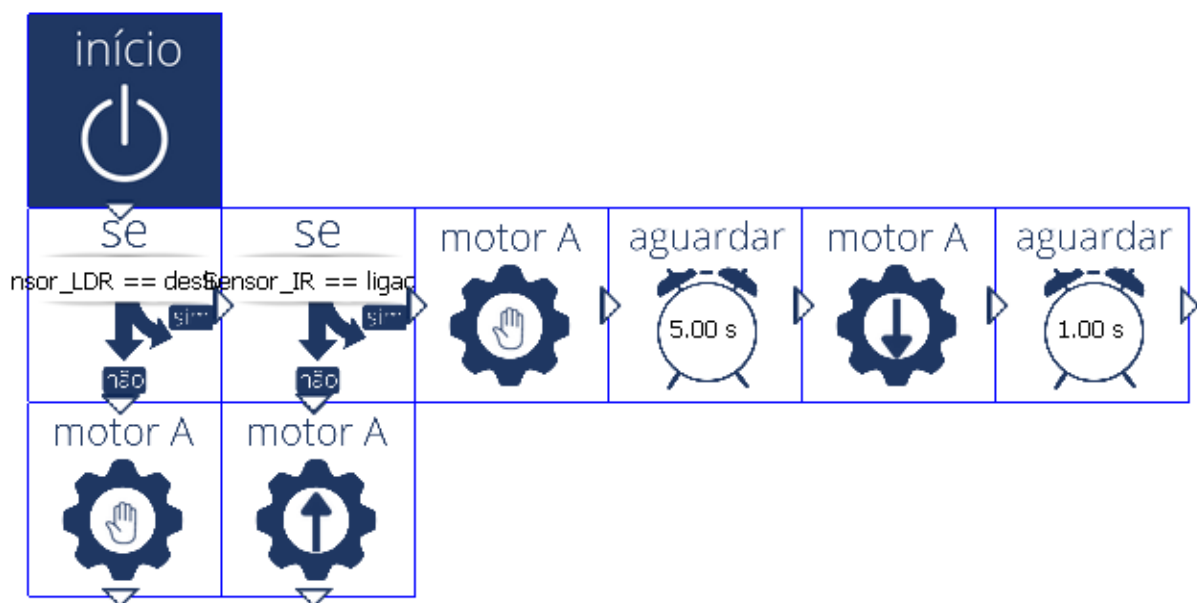 início
se
nsor_LDR == desli
sim
não
se
Sensor_IR == ligad
sim
não
motor A
aguardar
5.00 s
motor A
aguardar
1.00 s
motor A
motor A